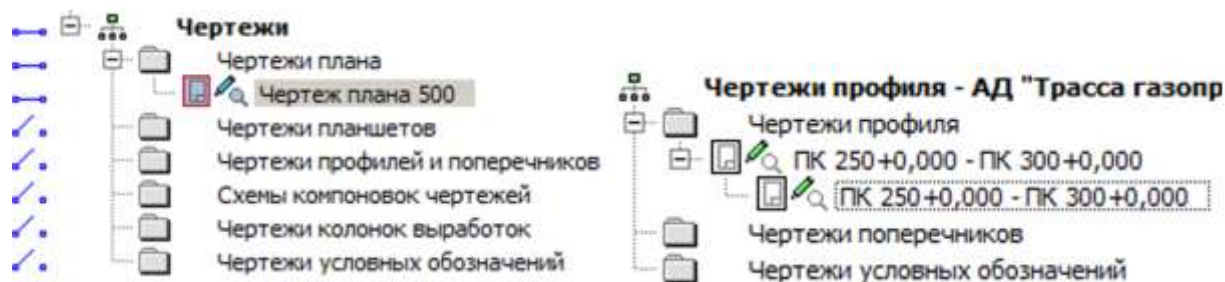 Чертежи
Чертежи плана
Чертеж плана 500
Чертежи планшетов
Чертежи профилей и поперечников
Схемы компоновок чертежей
Чертежи колонок выработок
Чертежи условных обозначений
Чертежи профиля - АД "Трасса газопр
Чертежи профиля
ПК 250+0,000 - ПК 300+0,000
ПК 250+0,000 - ПК 300+0,000
Чертежи поперечников
Чертежи условных обозначений